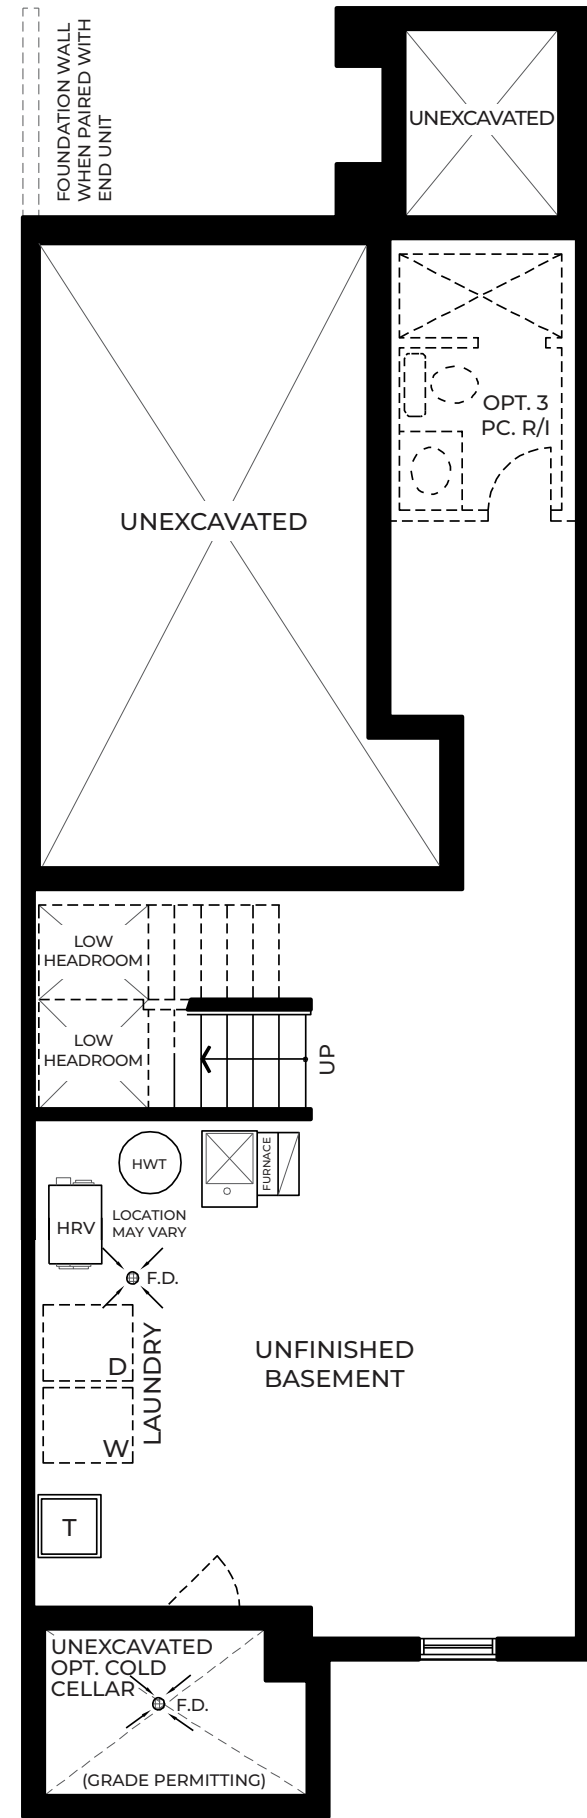 FOUNDATION WALL
WHEN PAIRED WITH
END UNIT
UNEXCAVATED
OPT. 3
PC. R/I
UNEXCAVATED
LOW
HEADROOM
LOW
HEADROOM
UP
HWT
FURNACE
HRV
LOCATION
MAY VARY
F.D.
LAUNDRY
D
W
UNFINISHED
BASEMENT
T
UNEXCAVATED
OPT. COLD
CELLAR
F.D.
(GRADE PERMITTING)